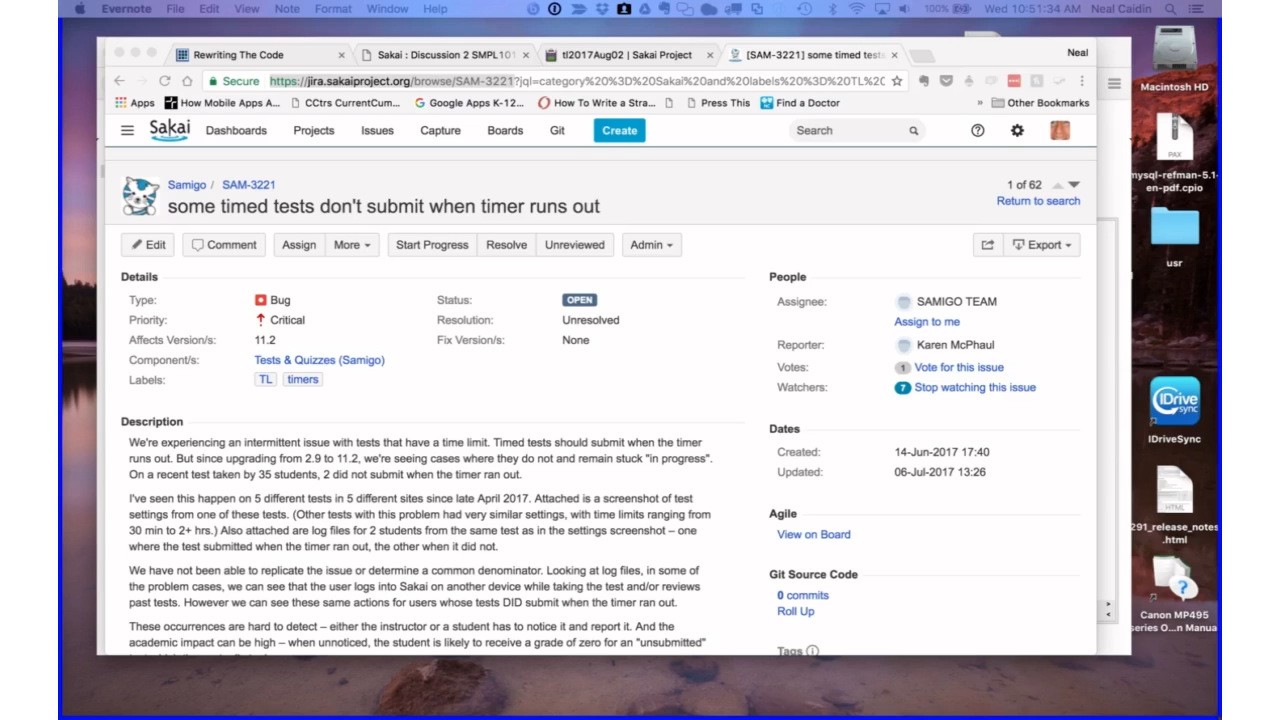 Evernote File Edit View Note Format Window Help 100% Wed 10:51:34 AM Neal Caidin
Rewriting The Code Sakai : Discussion 2 SMPL101 tl2017Aug02 | Sakai Project [SAM-3221] some timed tests Neal
Secure https://jira.sakaiproject.org/browse/SAM-3221?jql=category%20%3D%20Sakai%20and%20labels%20%3D%20TL%2C
Apps How Mobile Apps A... CCtrs CurrentCum... Google Apps K-12... How To Write a Stra... Press This Find a Doctor » Other Bookmarks
Sakai Dashboards Projects Issues Capture Boards Git Create Search
Samigo / SAM-3221 1 of 62
some timed tests don't submit when timer runs out Return to search
Edit Comment Assign More Start Progress Resolve Unreviewed Admin Export
Details
Type: Bug Status: OPEN
Priority: Critical Resolution: Unresolved
Affects Version/s: 11.2 Fix Version/s: None
Component/s: Tests & Quizzes (Samigo)
Labels: TL timers
People
Assignee: SAMIGO TEAM
Assign to me
Reporter: Karen McPhaul
Votes: 1 Vote for this issue
Watchers: 7 Stop watching this issue
Description
We're experiencing an intermittent issue with tests that have a time limit. Timed tests should submit when the timer
runs out. But since upgrading from 2.9 to 11.2, we're seeing cases where they do not and remain stuck "in progress".
On a recent test taken by 35 students, 2 did not submit when the timer ran out.
I've seen this happen on 5 different tests in 5 different sites since late April 2017. Attached is a screenshot of test
settings from one of these tests. (Other tests with this problem had very similar settings, with time limits ranging from
30 min to 2+ hrs.) Also attached are log files for 2 students from the same test as in the settings screenshot – one
where the test submitted when the timer ran out, the other when it did not.
We have not been able to replicate the issue or determine a common denominator. Looking at log files, in some of
the problem cases, we can see that the user logs into Sakai on another device while taking the test and/or reviews
past tests. However we can see these same actions for users whose tests DID submit when the timer ran out.
These occurrences are hard to detect – either the instructor or a student has to notice it and report it. And the
academic impact can be high – when unnoticed, the student is likely to receive a grade of zero for an "unsubmitted"
Dates
Created: 14-Jun-2017 17:40
Updated: 06-Jul-2017 13:26
Agile
View on Board
Git Source Code
0 commits
Roll Up
Tags
Macintosh HD
PAX
mysql-refman-5.1-
en-pdf.cpio
usr
IDrive
sync
IDriveSync
HTML
291_release_notes
.html
Canon MP495
series O...n Manua